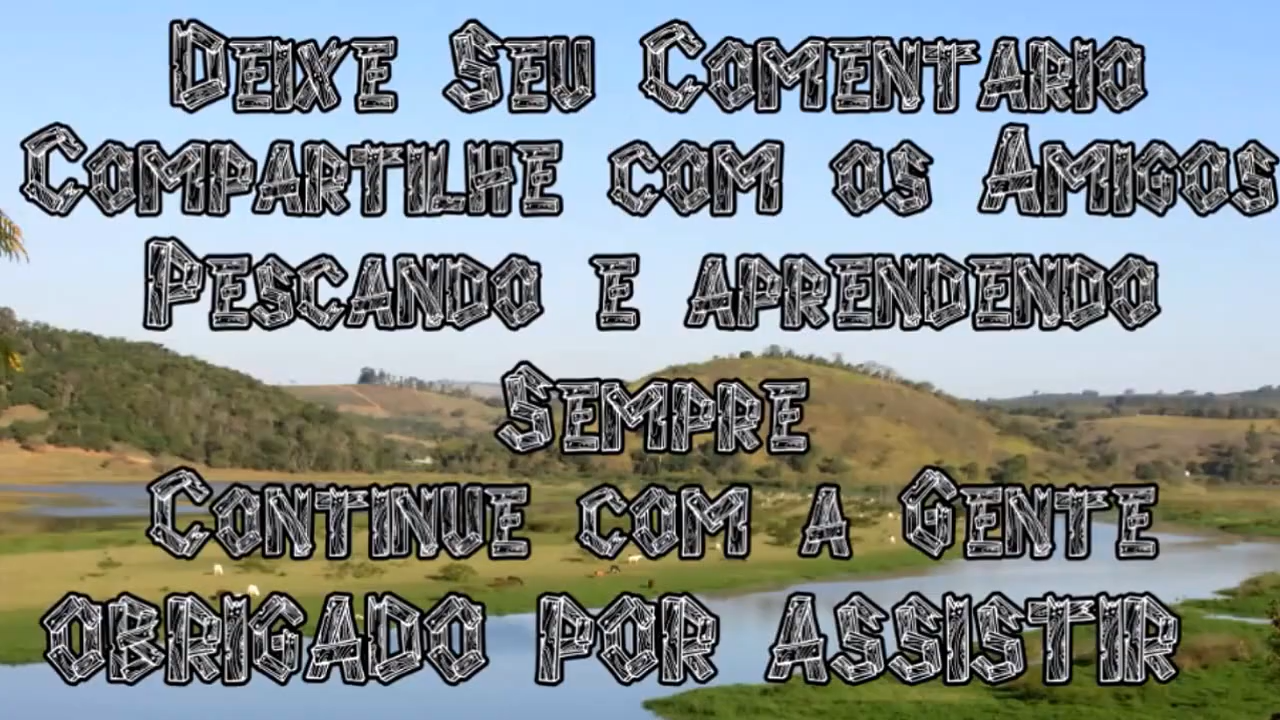 Deixe Seu Comentario
Compartilhe com os Amigos
Pescando e aprendendo
Sempre
Continue com a Gente
obrigado por assistir